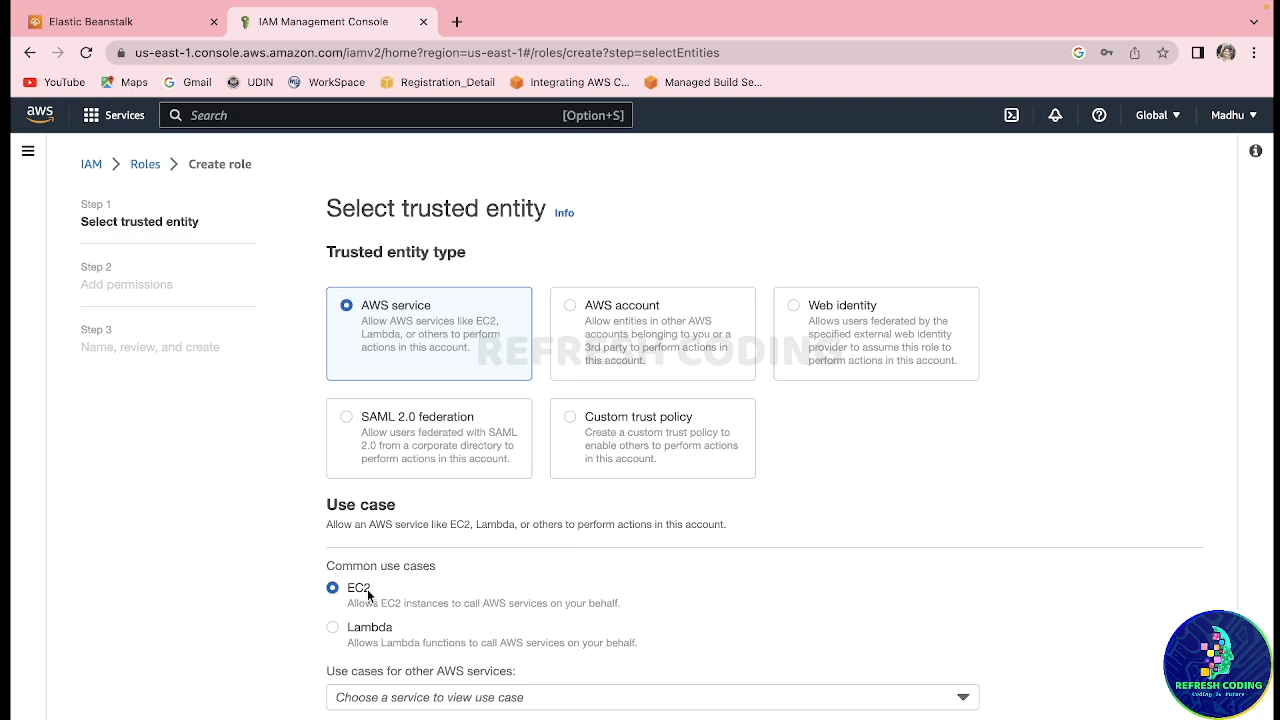 Elastic Beanstalk
IAM Management Console
us-east-1.console.aws.amazon.com/iamv2/home?region=us-east-1#/roles/create?step=selectEntities
YouTube
Maps
Gmail
UDIN
WorkSpace
Registration_Detail
Integrating AWS C...
Managed Build Se...
aws
Services
Search
[Option+S]
Global
Madhu
IAM
Roles
Create role
Step 1
Select trusted entity
Step 2
Add permissions
Step 3
Name, review, and create
Select trusted entity Info
Trusted entity type
AWS service
Allow AWS services like EC2,
Lambda, or others to perform
actions in this account.
AWS account
Allow entities in other AWS
accounts belonging to you or a
3rd party to perform actions in
this account.
Web identity
Allows users federated by the
specified external web identity
provider to assume this role to
perform actions in this account.
REFRESH CODING
SAML 2.0 federation
Allow users federated with SAML
2.0 from a corporate directory to
perform actions in this account.
Custom trust policy
Create a custom trust policy to
enable others to perform actions
in this account.
Use case
Allow an AWS service like EC2, Lambda, or others to perform actions in this account.
Common use cases
EC2
Allows EC2 instances to call AWS services on your behalf.
Lambda
Allows Lambda functions to call AWS services on your behalf.
Use cases for other AWS services:
Choose a service to view use case
REFRESH CODING
Coding Is Future